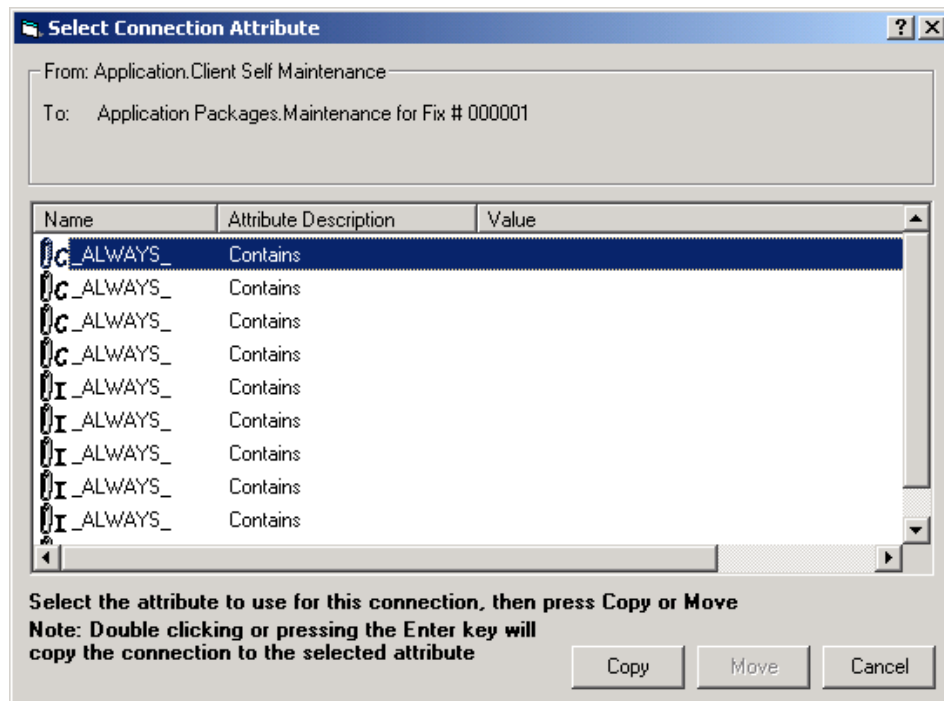 Select Connection Attribute
From: Application.Client Self Maintenance
To: Application Packages.Maintenance for Fix # 000001
Name Attribute Description Value
C _ALWAYS_ Contains
C _ALWAYS_ Contains
C _ALWAYS_ Contains
C _ALWAYS_ Contains
I _ALWAYS_ Contains
I _ALWAYS_ Contains
I _ALWAYS_ Contains
I _ALWAYS_ Contains
I _ALWAYS_ Contains
Select the attribute to use for this connection, then press Copy or Move
Note: Double clicking or pressing the Enter key will
copy the connection to the selected attribute
Copy Move Cancel